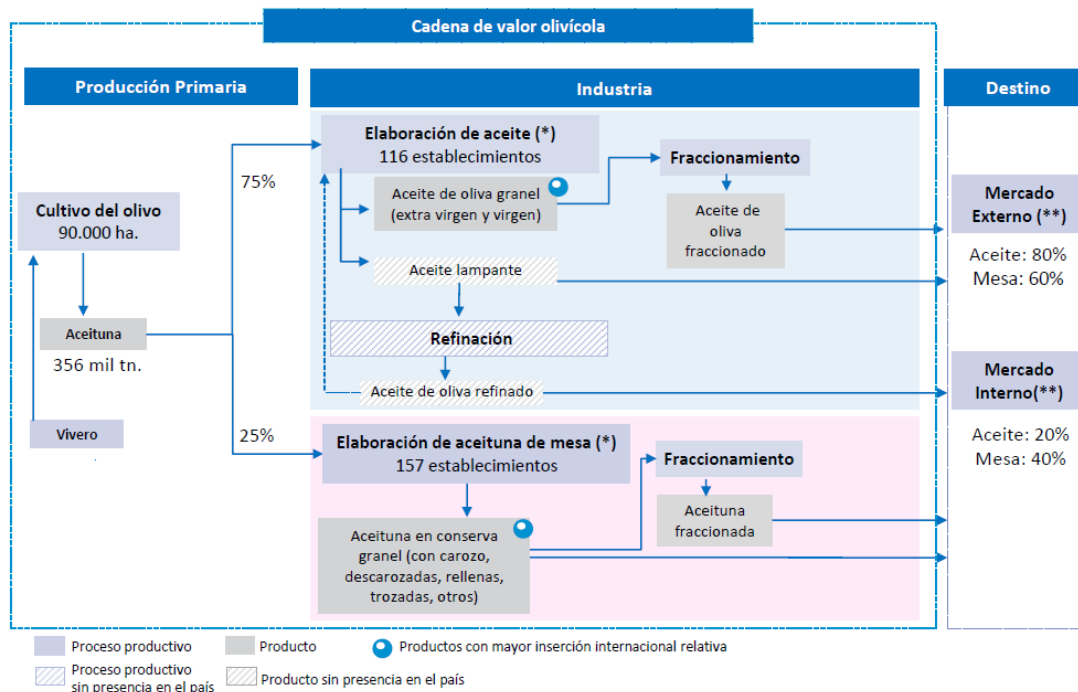 Cadena de valor olivícola
Producción Primaria
Industria
Destino
Elaboración de aceite (*)
116 establecimientos
Fraccionamiento
75%
Aceite de oliva granel
(extra virgen y virgen)
Cultivo del olivo
90.000 ha.
Aceite de
oliva
fraccionado
Mercado
Externo (**)
Aceite: 80%
Mesa: 60%
Aceite lampante
Aceituna
356 mil tn.
Refinación
Aceite de oliva refinado
Mercado
Interno(**)
Aceite: 20%
Mesa: 40%
Vivero
25%
Elaboración de aceituna de mesa (*)
157 establecimientos
Fraccionamiento
Aceituna
fraccionada
Aceituna en conserva
granel (con carozo,
descarozadas, rellenas,
trozadas, otros)
Proceso productivo
Producto
Productos con mayor inserción internacional relativa
Proceso productivo
sin presencia en el país
Producto sin presencia en el país